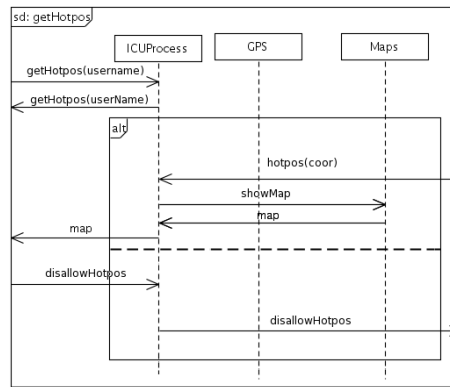 sd: getHotpos
ICUProcess
GPS
Maps
getHotpos(username)
getHotpos(userName)
alt
hotpos(coor)
showMap
map
map
disallowHotpos
disallowHotpos